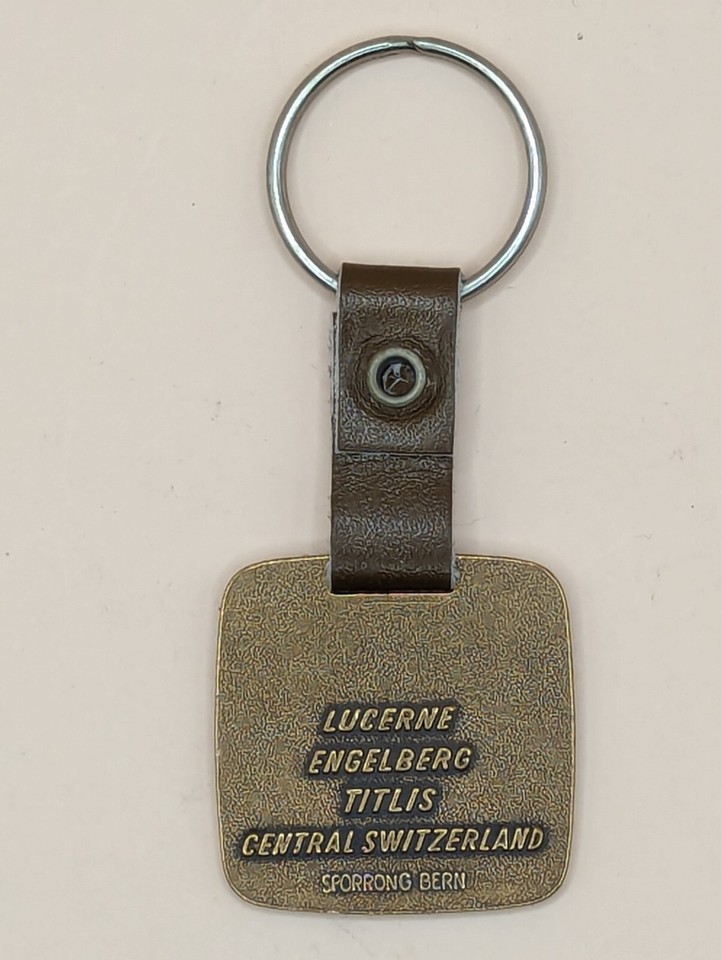 LUCERNE
ENGELBERG
TITLIS
CENTRAL SWITZERLAND
SPORRONG BERN